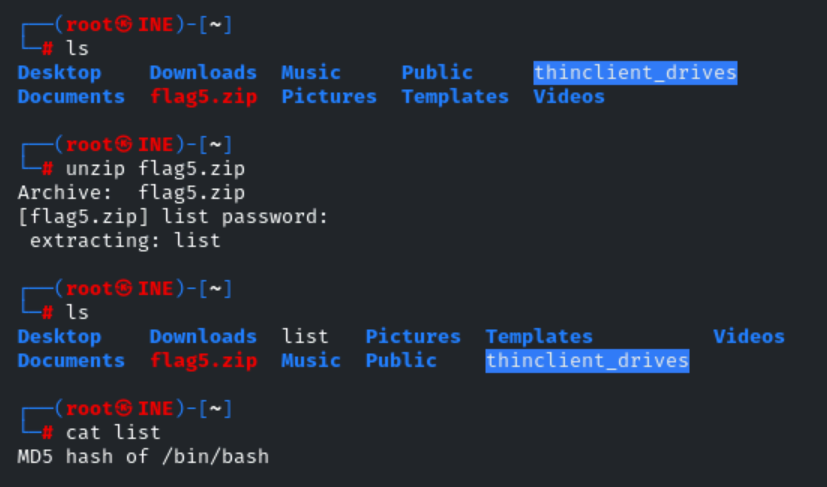 ┌──(root㉿INE)-[~]
└─# ls
Desktop    Downloads  Music     Public     thinclient_drives
Documents  flag5.zip  Pictures  Templates  Videos
┌──(root㉿INE)-[~]
└─# unzip flag5.zip
Archive:  flag5.zip
[flag5.zip] list password:
 extracting: list
┌──(root㉿INE)-[~]
└─# ls
Desktop    Downloads  list   Pictures  Templates          Videos
Documents  flag5.zip  Music  Public    thinclient_drives
┌──(root㉿INE)-[~]
└─# cat list
MD5 hash of /bin/bash